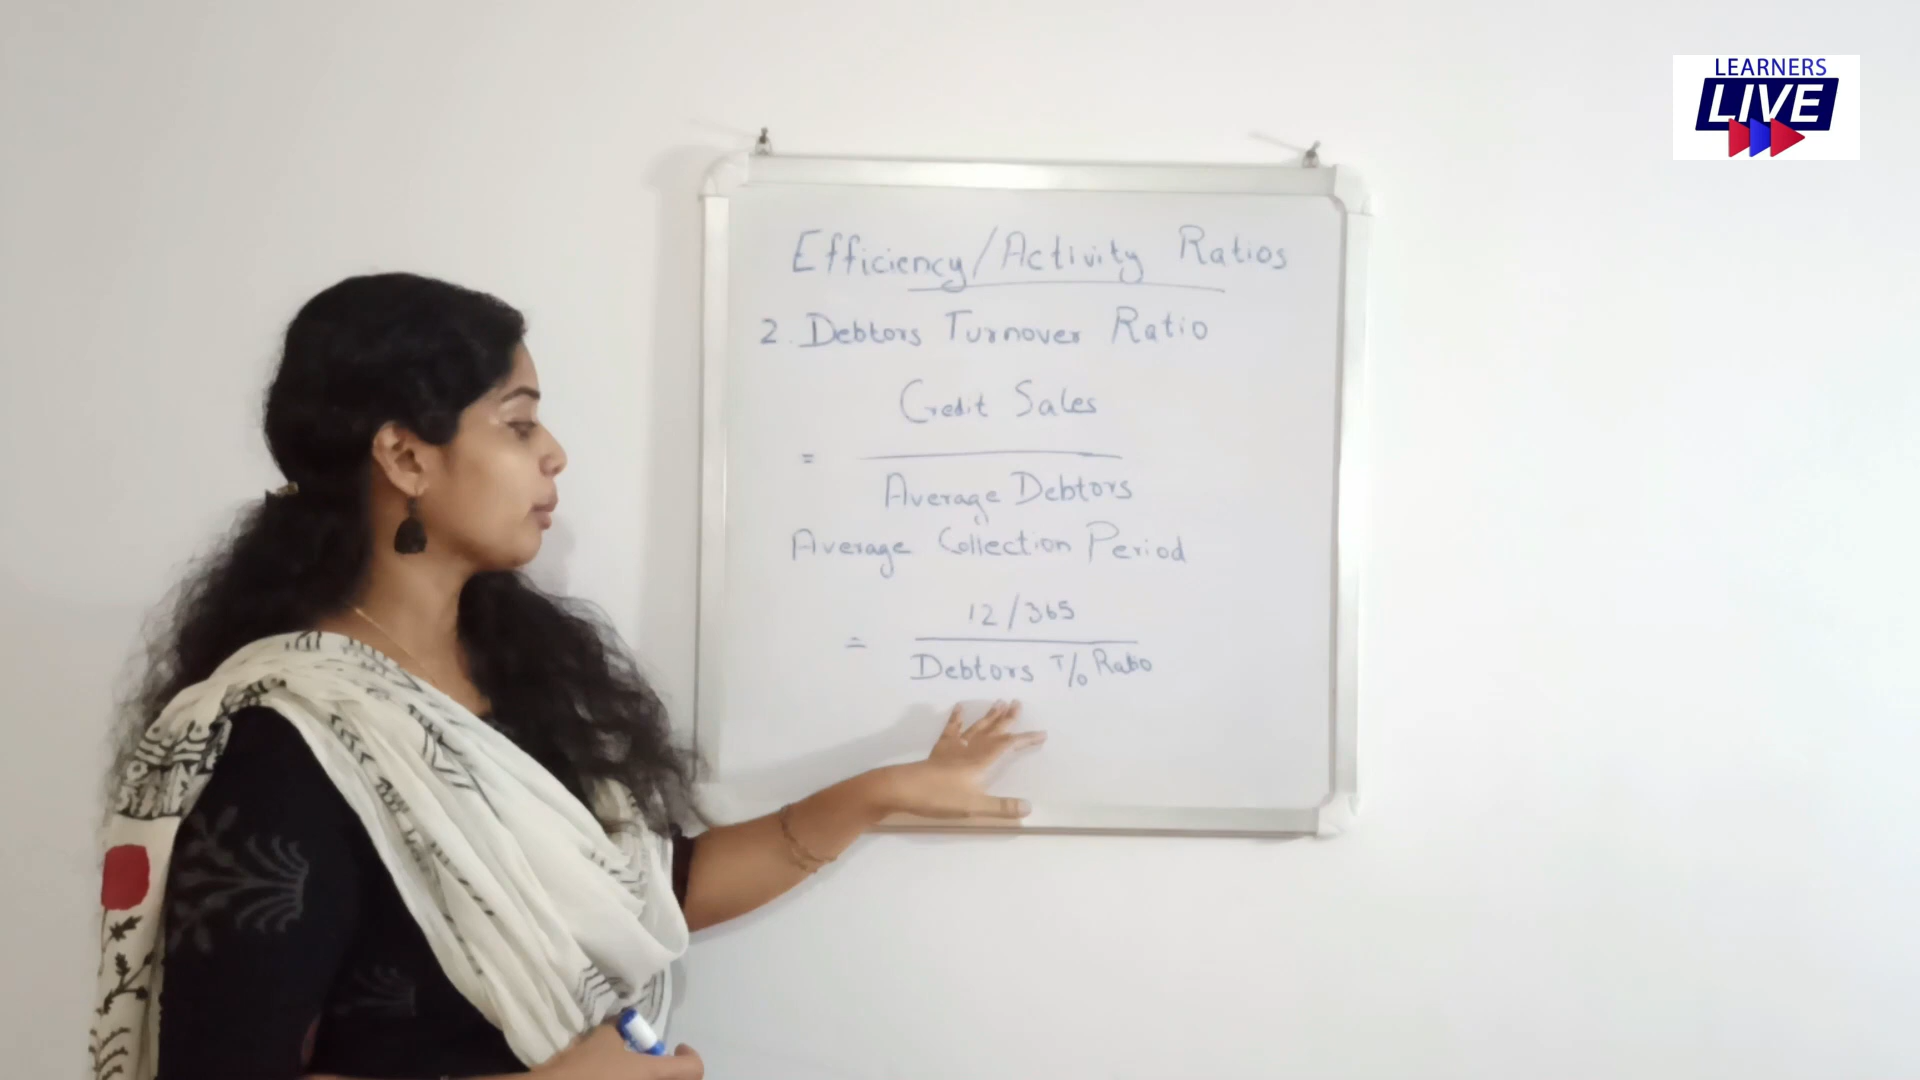 LEARNERS
LIVE
Efficiency/Activity Ratios
2. Debtors Turnover Ratio
Credit Sales
=
Average Debtors
Average Collection Period
12/365
=
Debtors T/o Ratio